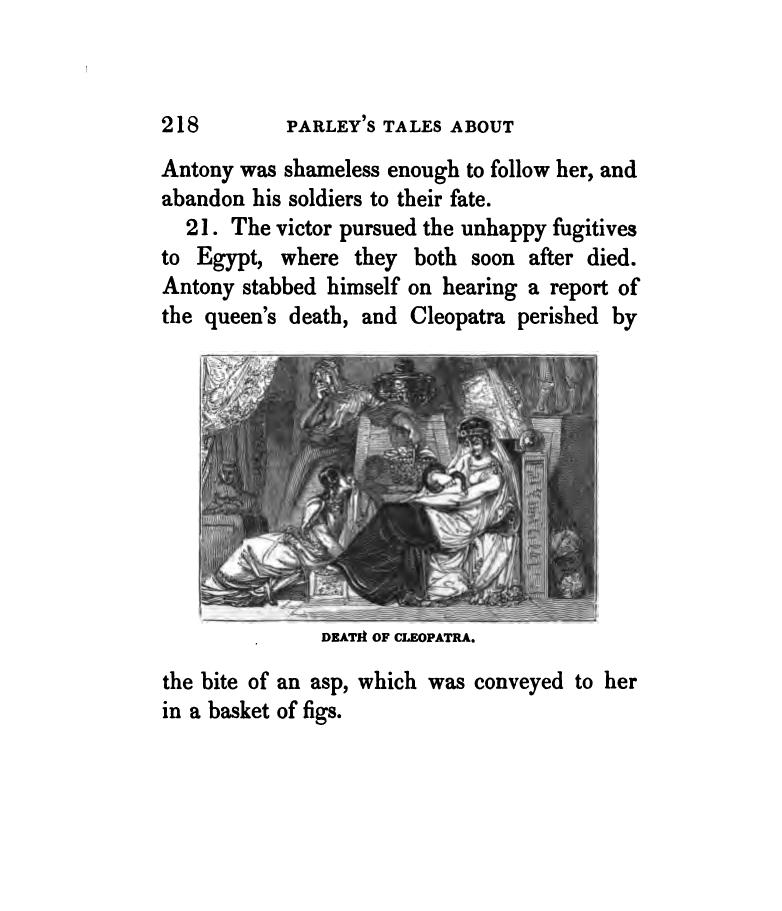 218 PARLEY'S TALES ABOUT
Antony was shameless enough to follow her, and
abandon his soldiers to their fate.
21. The victor pursued the unhappy fugitives
to Egypt, where they both soon after died.
Antony stabbed himself on hearing a report of
the queen's death, and Cleopatra perished by
DEATH OF CLEOPATRA.
the bite of an asp, which was conveyed to her
in a basket of figs.